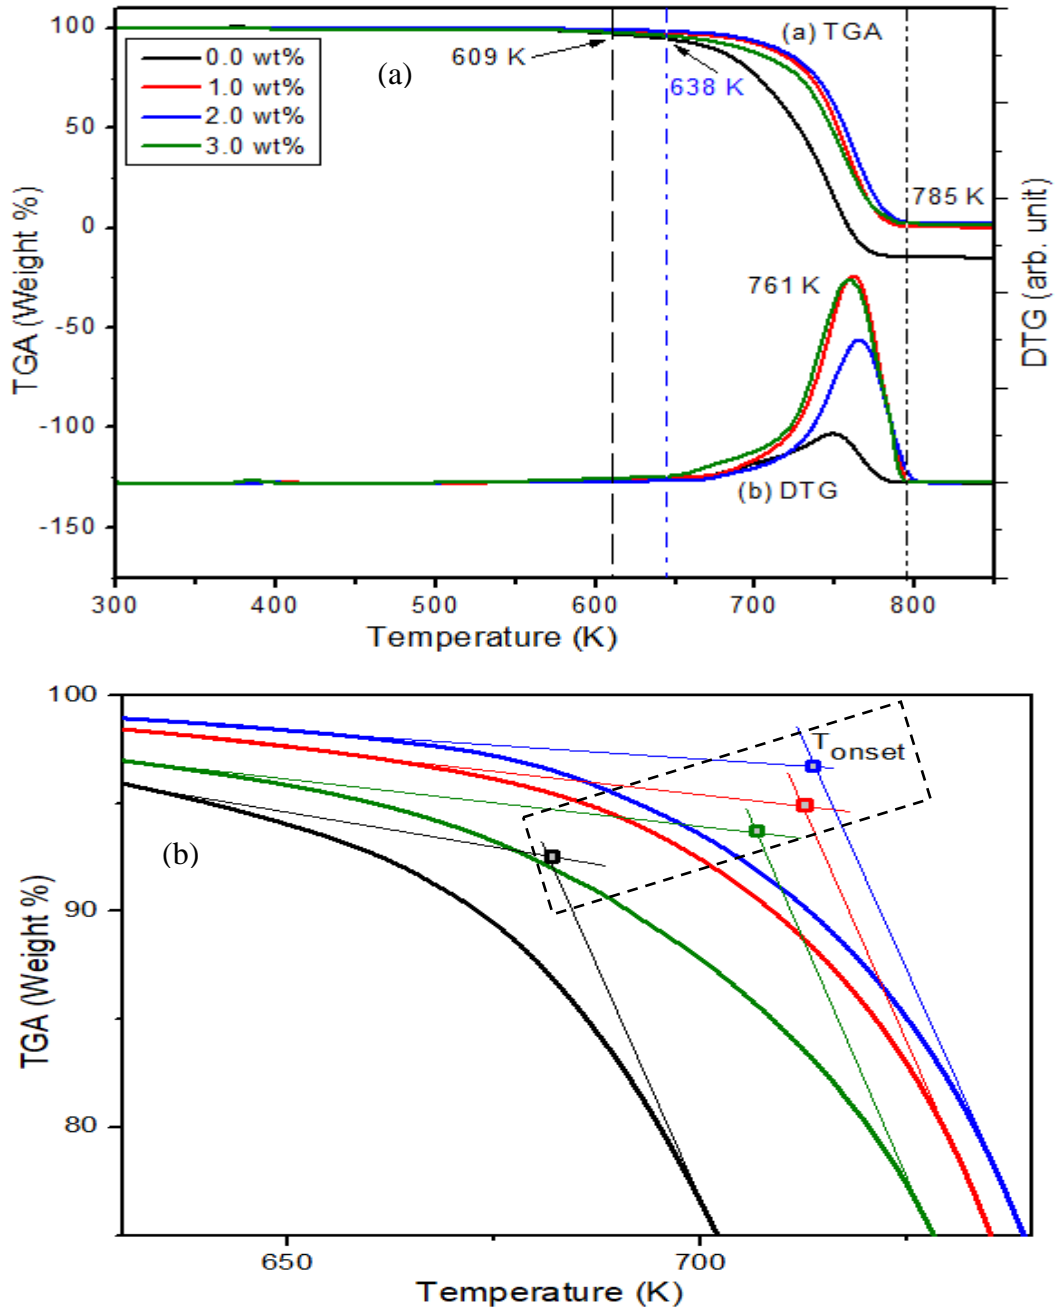 100
50
0
-50
-100
-150
TGA (Weight %)
0.0 wt%
1.0 wt%
2.0 wt%
3.0 wt%
(a)
609 K
638 K
(a) TGA
785 K
761 K
(b) DTG
DTG (arb. unit)
300
400
500
600
700
800
Temperature (K)
100
90
80
TGA (Weight %)
(b)
Tonset
650
700
Temperature (K)